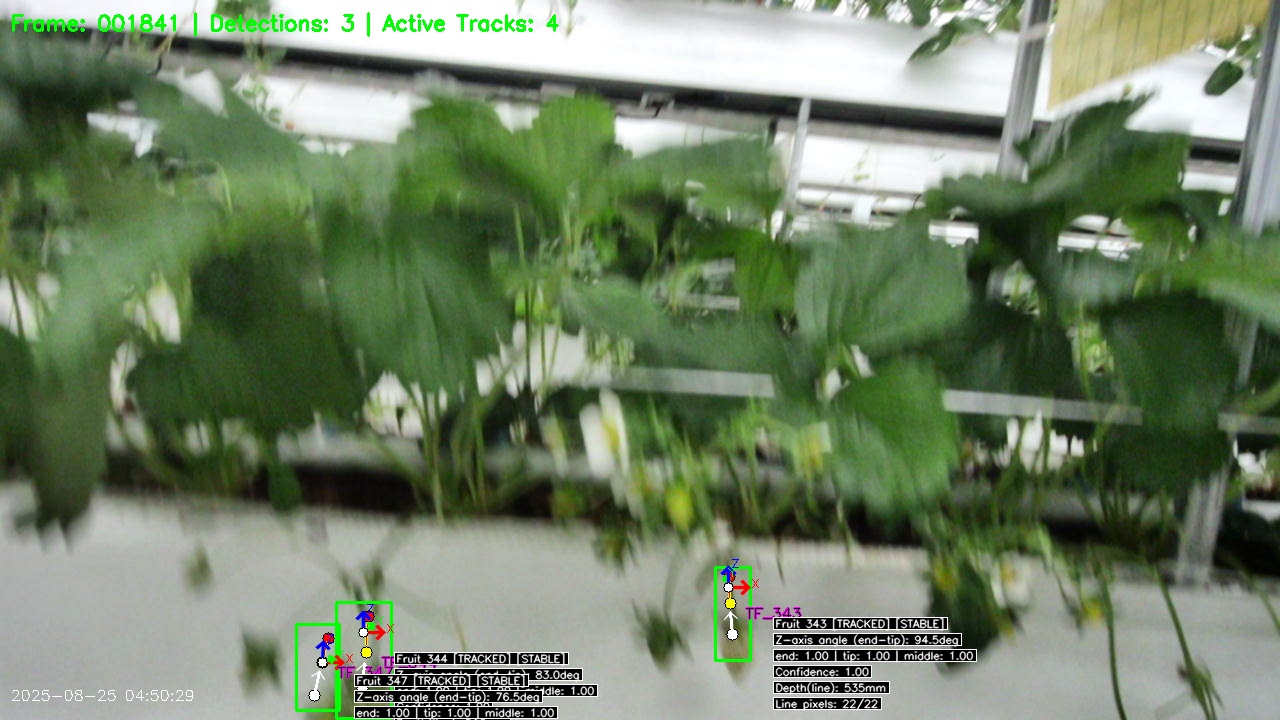 Frame: 001841 | Detections: 3 | Active Tracks: 4
Z
X
TF_343
Fruit 343 [TRACKED] [STABLE]
Z-axis angle (end-tip): 94.5deg
end: 1.00 | tip: 1.00 | middle: 1.00
Confidence: 1.00
Depth(line): 535mm
Line pixels: 22/22
Z
X
Fruit 344 [TRACKED] [STABLE]
83.0deg
middle: 1.00
X
Fruit 347 [TRACKED] [STABLE]
Z-axis angle (end-tip): 76.5deg
end: 1.00 | tip: 1.00 | middle: 1.00
2025-08-25 04:50:29